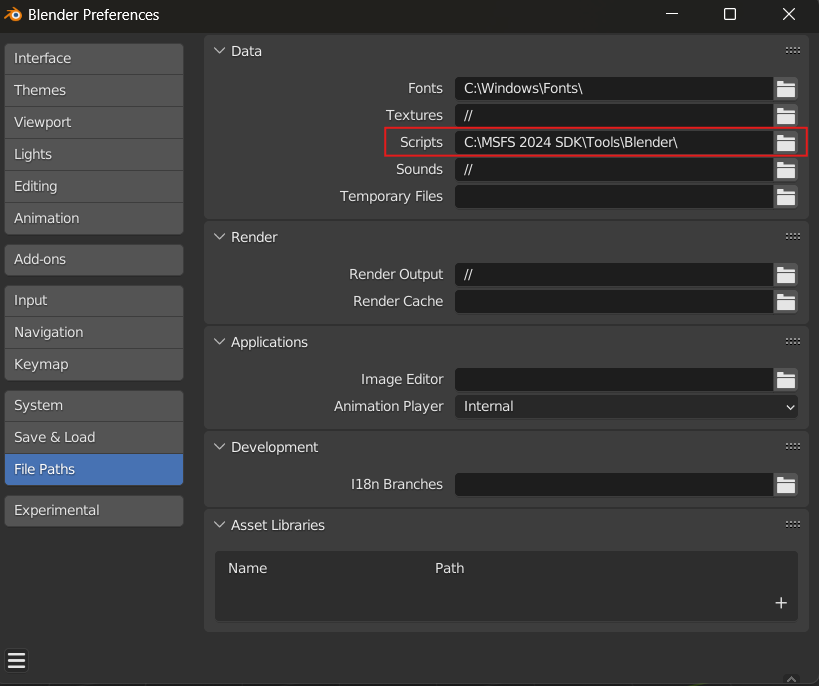 Blender Preferences
Interface
Themes
Viewport
Lights
Editing
Animation
Add-ons
Input
Navigation
Keymap
System
Save & Load
File Paths
Experimental
Data
Fonts C:\Windows\Fonts\
Textures //
Scripts C:\MSFS 2024 SDK\Tools\Blender\
Sounds //
Temporary Files
Render
Render Output //
Render Cache
Applications
Image Editor
Animation Player Internal
Development
I18n Branches
Asset Libraries
Name Path